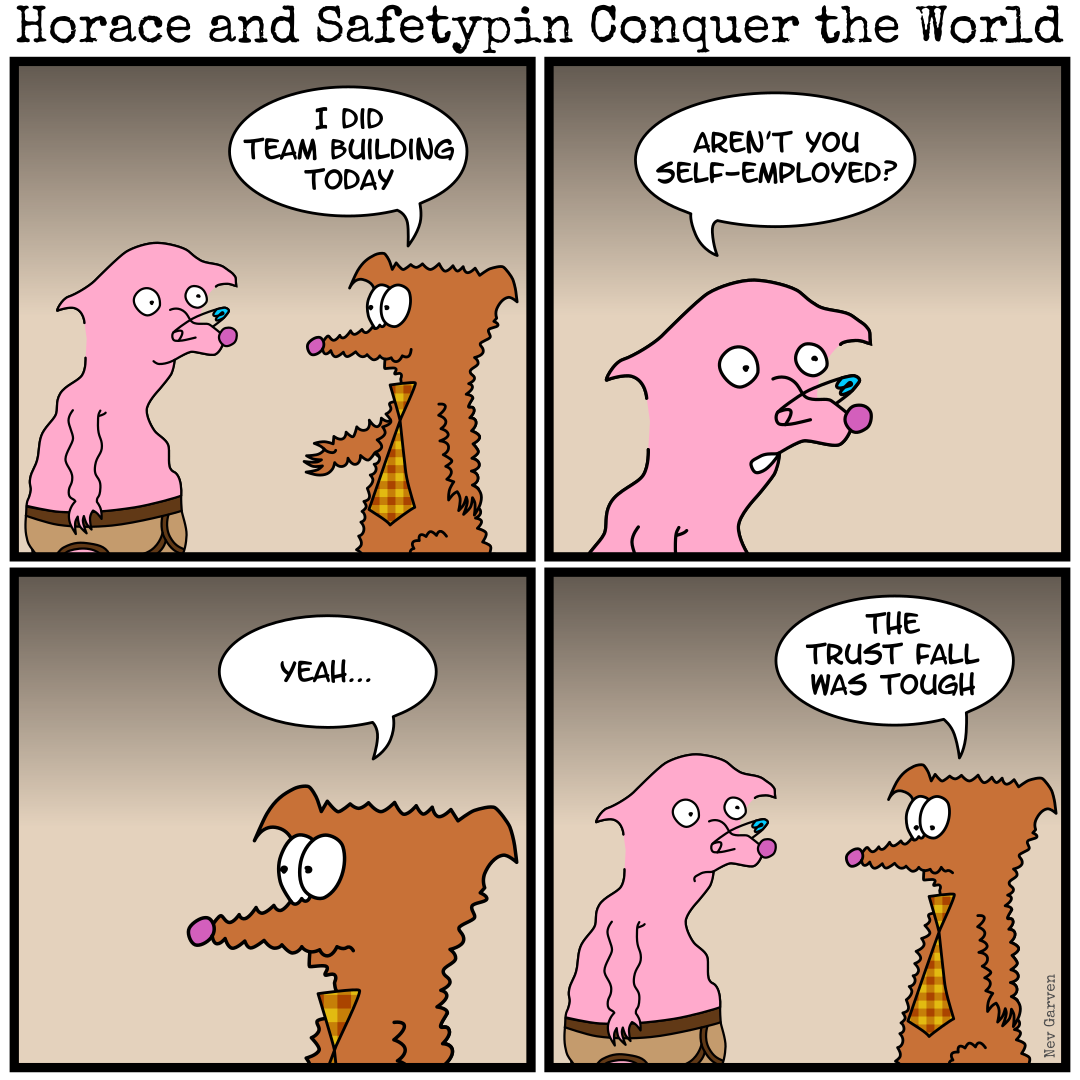 Horace and Safetypin Conquer the World
I DID
TEAM BUILDING
TODAY
AREN'T YOU
SELF-EMPLOYED?
YEAH...
THE
TRUST FALL
WAS TOUGH
Nev Garven